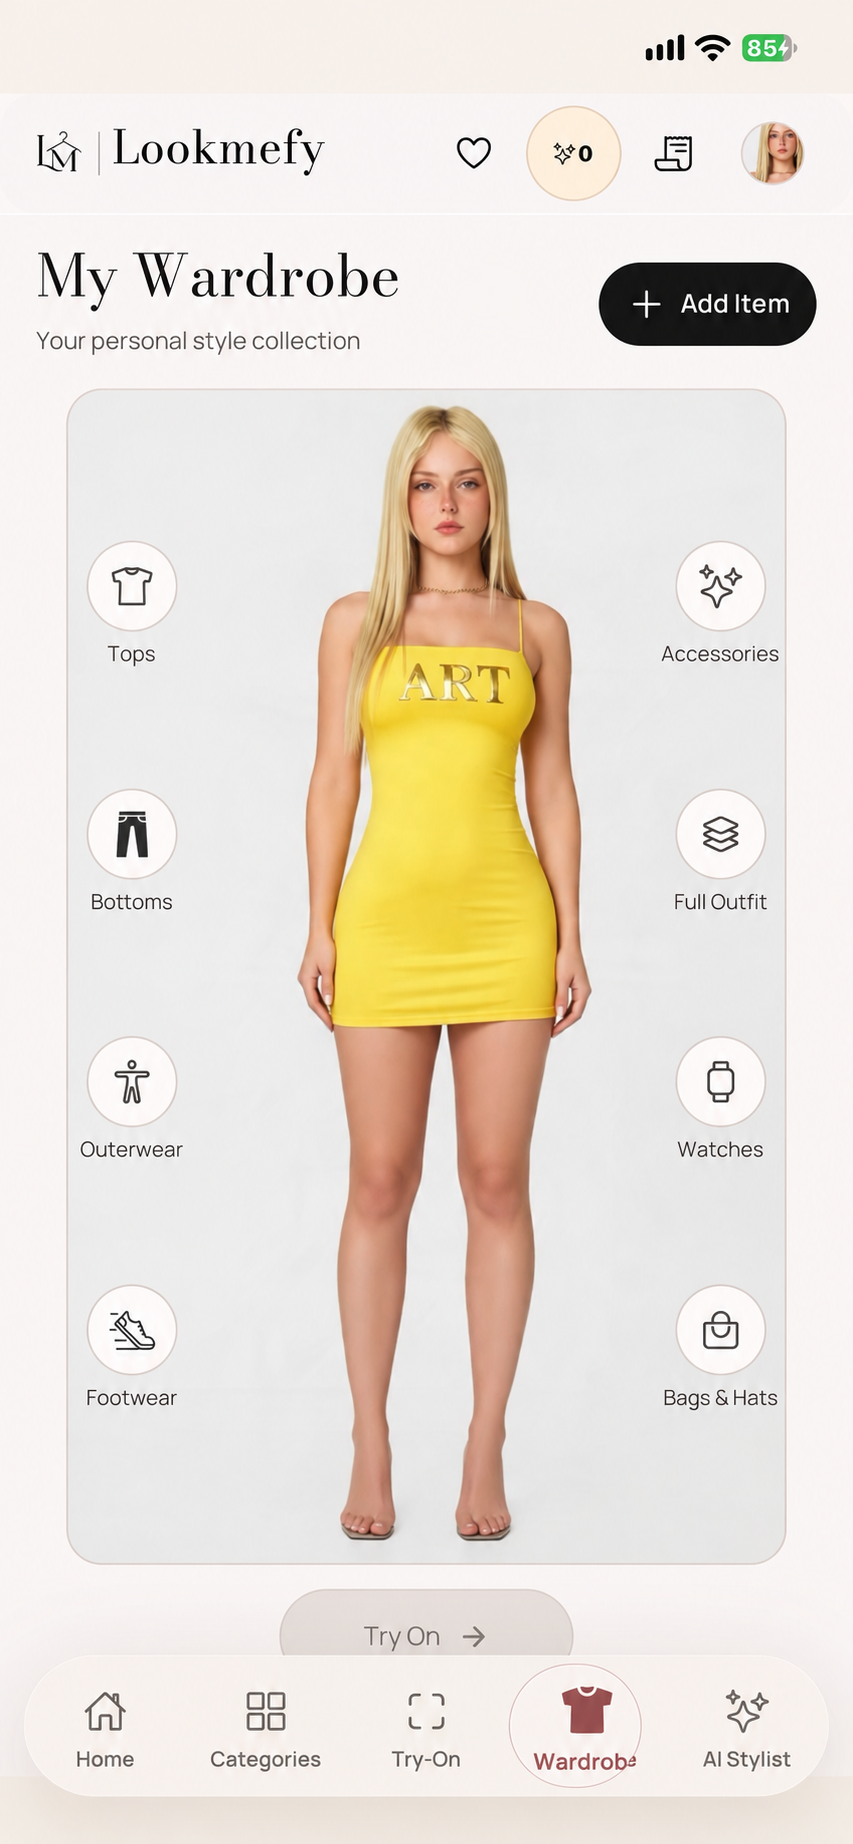 85
LM | Lookmefy
0
My Wardrobe
+ Add Item
Your personal style collection
ART
Tops
Accessories
Bottoms
Full Outfit
Outerwear
Watches
Footwear
Bags & Hats
Try On →
Home
Categories
Try-On
Wardrobe
AI Stylist